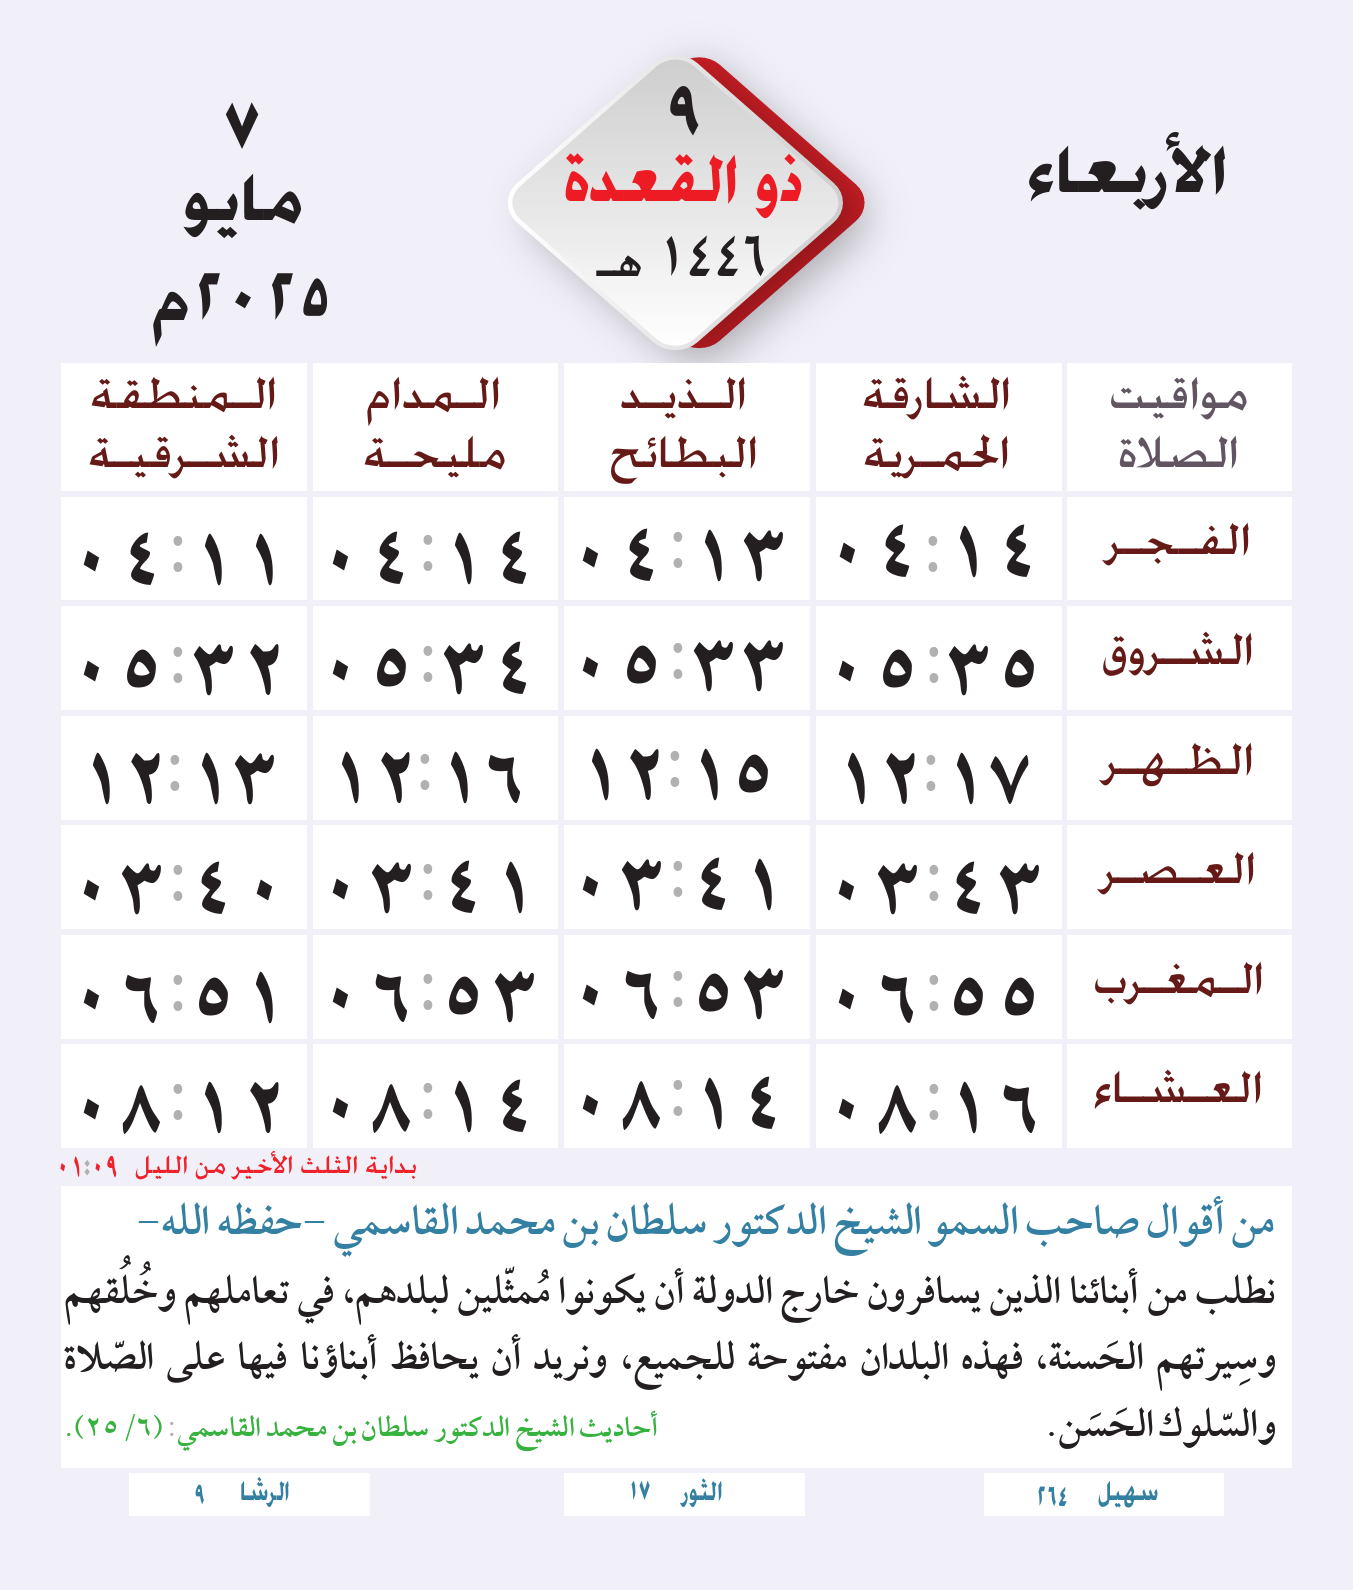 الأربعاء
٩
ذو القعدة
١٤٤٦ هـ
٧
مايو
٢٠٢٥م
مواقيت الصلاة الشارقة الحمرية الذيد البطائح المدام مليحة المنطقة الشرقية
الفجر ٠٤:١٤ ٠٤:١٣ ٠٤:١٤ ٠٤:١١
الشروق ٠٥:٣٥ ٠٥:٣٣ ٠٥:٣٤ ٠٥:٣٢
الظهر ١٢:١٧ ١٢:١٥ ١٢:١٦ ١٢:١٣
العصر ٠٣:٤٣ ٠٣:٤١ ٠٣:٤١ ٠٣:٤٠
المغرب ٠٦:٥٥ ٠٦:٥٣ ٠٦:٥٣ ٠٦:٥١
العشاء ٠٨:١٦ ٠٨:١٤ ٠٨:١٤ ٠٨:١٢
بداية الثلث الأخير من الليل ٠١:٠٩
من أقوال صاحب السمو الشيخ الدكتور سلطان بن محمد القاسمي –حفظه الله–
نطلب من أبنائنا الذين يسافرون خارج الدولة أن يكونوا مُمثّلين لبلدهم، في تعاملهم وخُلُقهم
وسِيرتهم الحَسنة، فهذه البلدان مفتوحة للجميع، ونريد أن يحافظ أبناؤنا فيها على الصّلاة
والسّلوك الحَسَن.
أحاديث الشيخ الدكتور سلطان بن محمد القاسمي: (٦/ ٢٥).
سهيل ٢٦٤
الثور ١٧
الرشا ٩